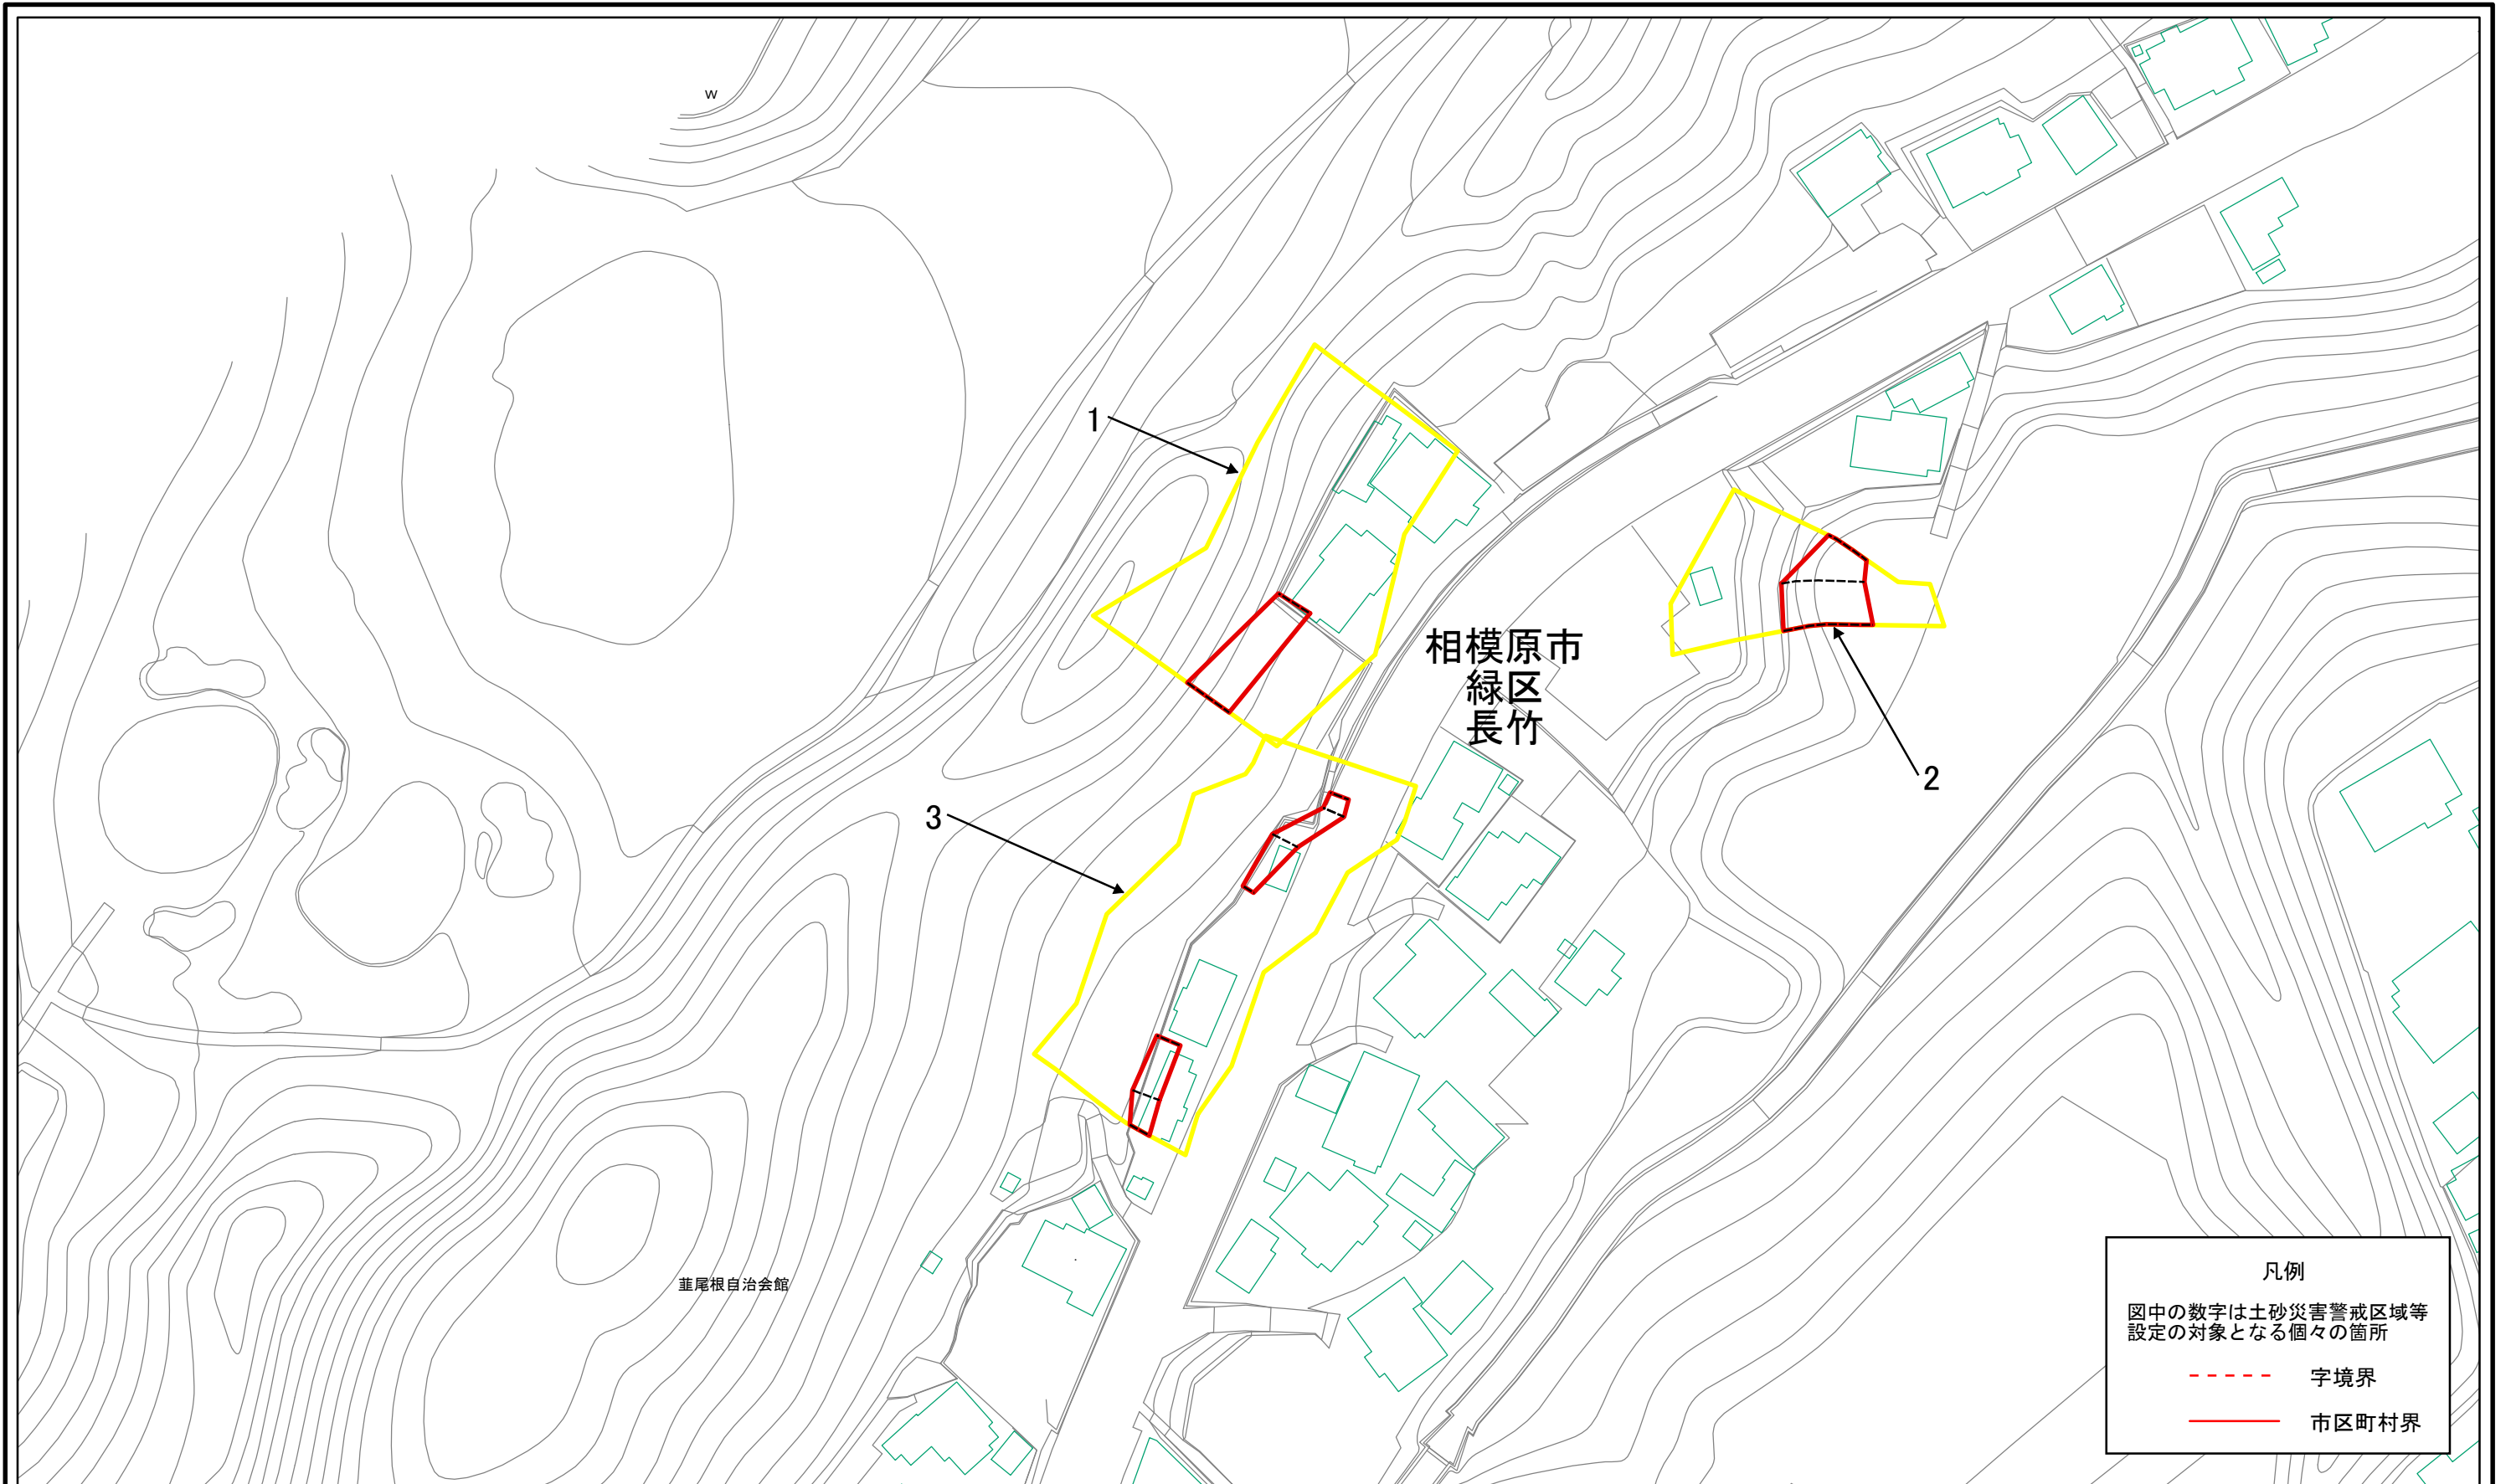 w
1
相模原市
緑区
長竹
2
3
韮尾根自治会館
凡例
図中の数字は土砂災害警戒区域等
設定の対象となる個々の箇所
字境界
市区町村界